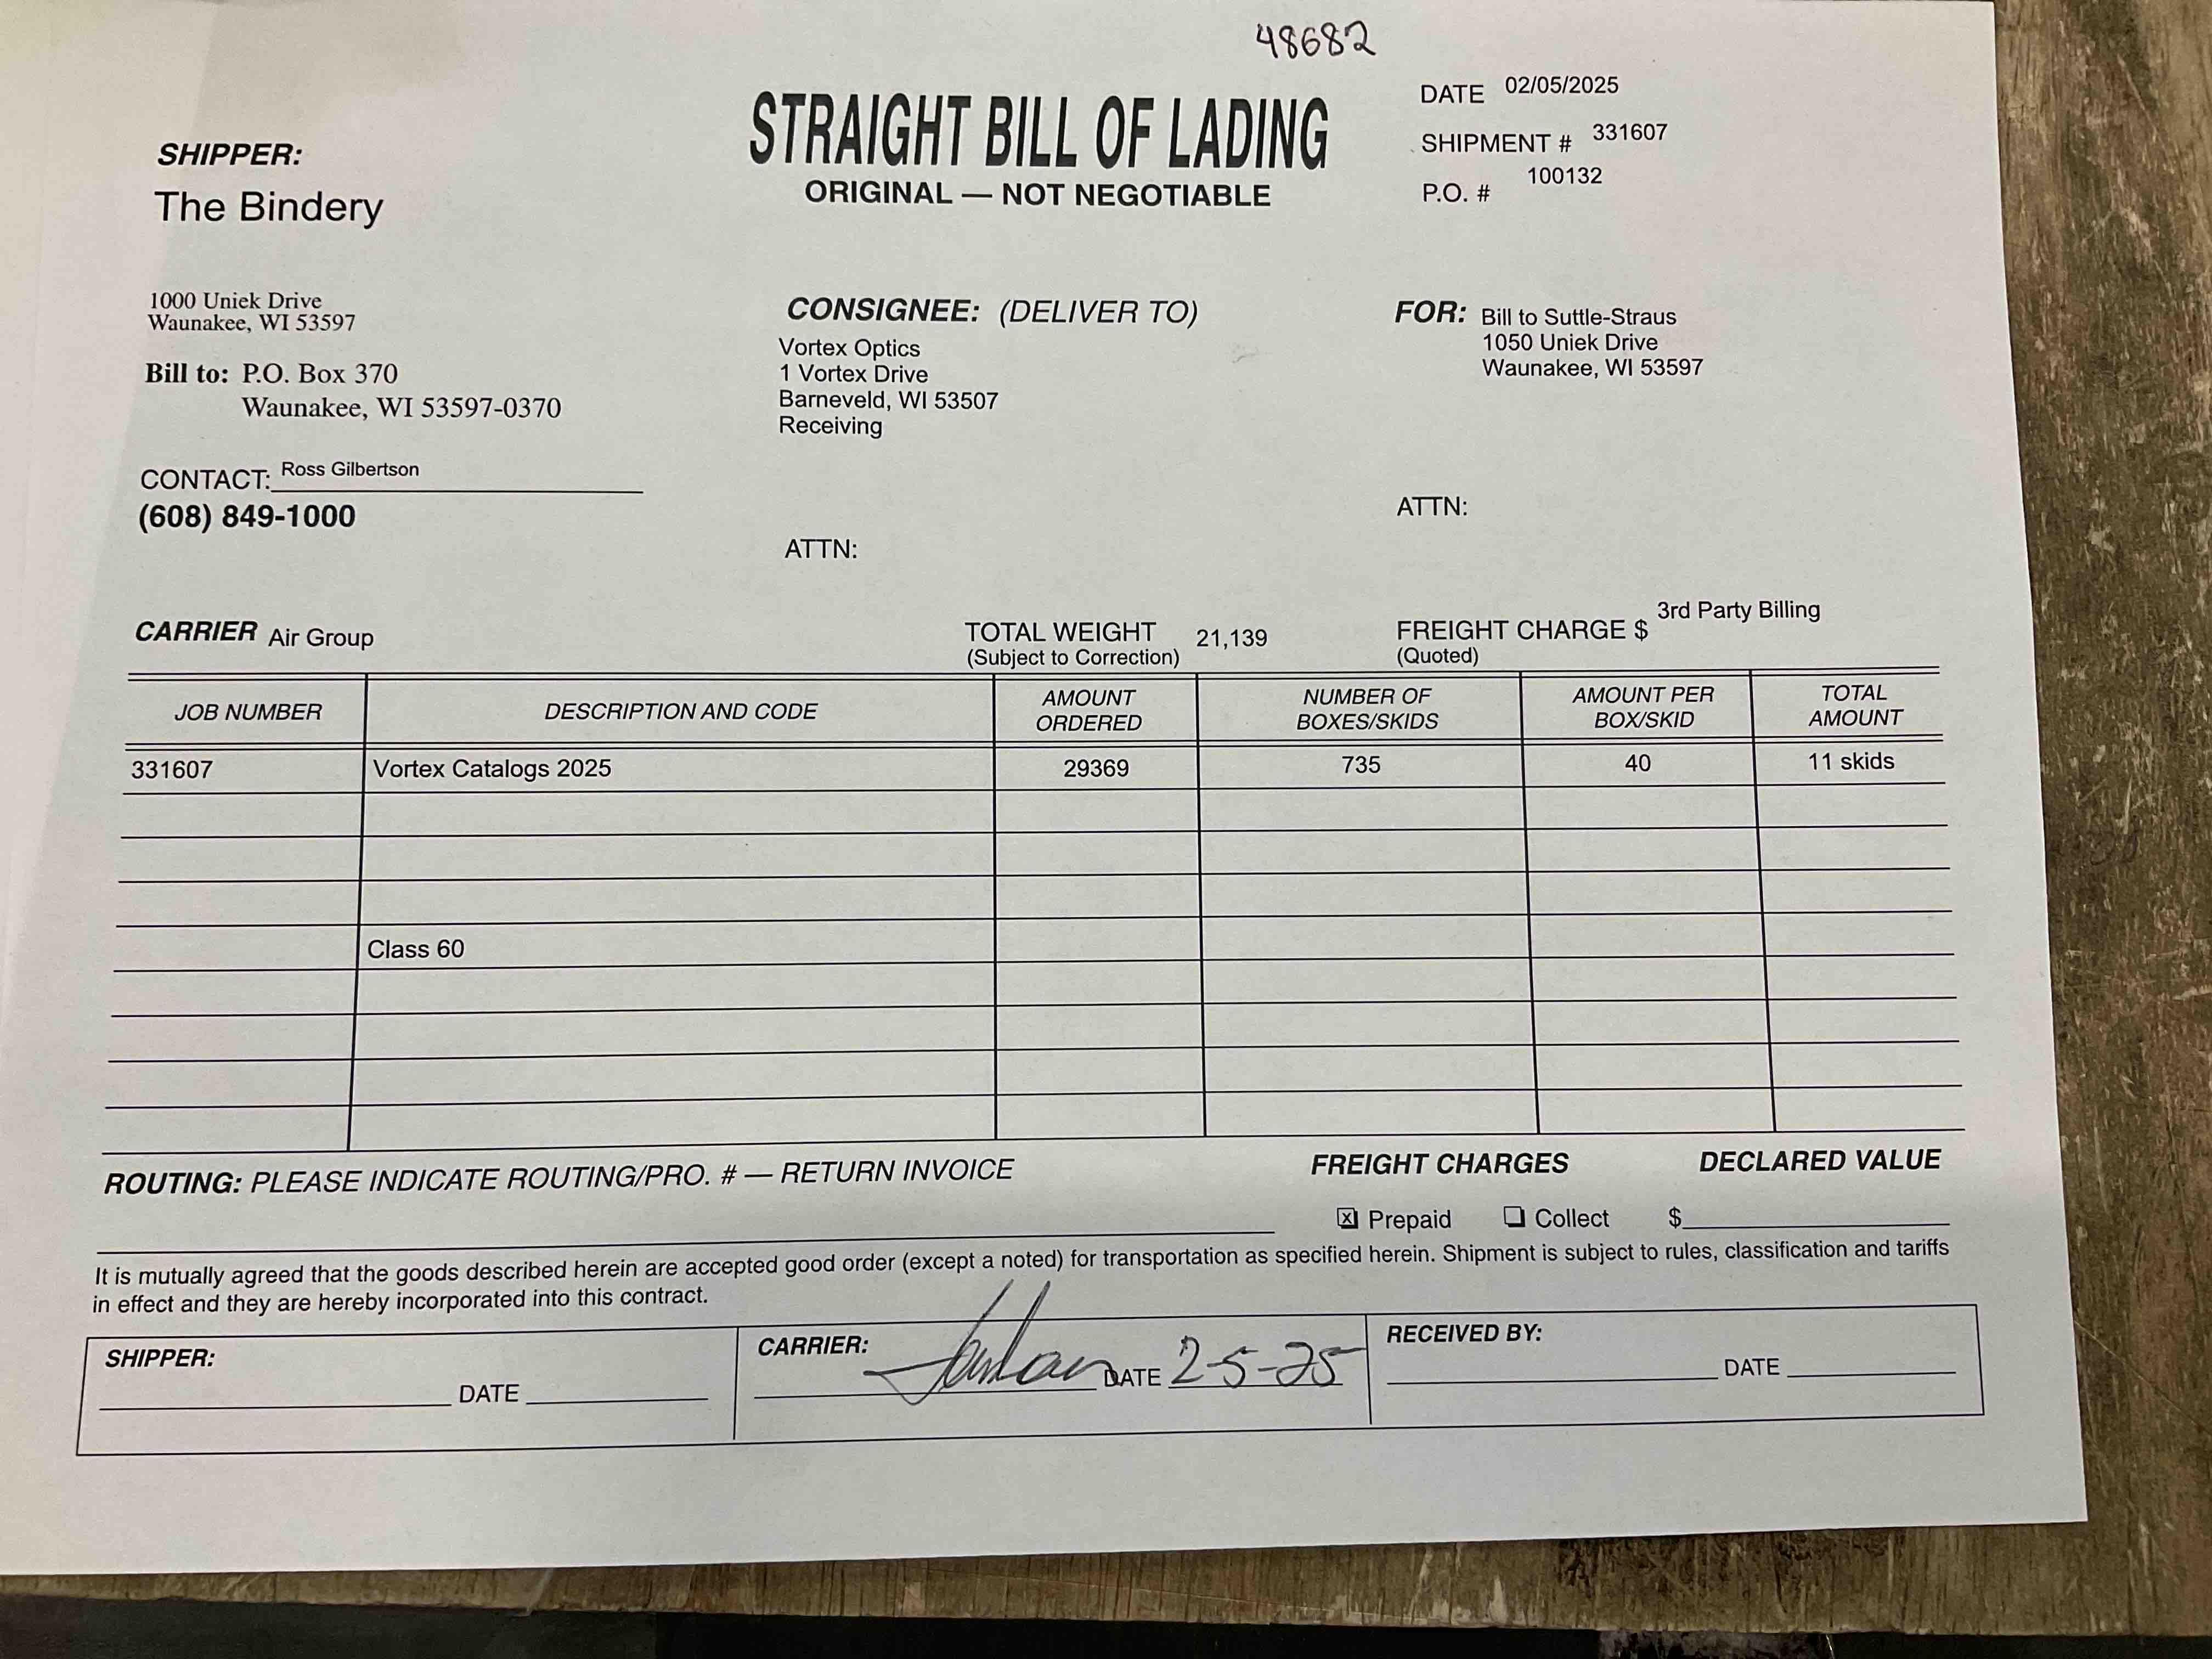 48682
STRAIGHT BILL OF LADING
ORIGINAL — NOT NEGOTIABLE
DATE 02/05/2025
SHIPMENT # 331607
P.O. # 100132
SHIPPER:
The Bindery
1000 Uniek Drive
Waunakee, WI 53597
Bill to: P.O. Box 370
Waunakee, WI 53597-0370
CONTACT: Ross Gilbertson
(608) 849-1000
CONSIGNEE: (DELIVER TO)
Vortex Optics
1 Vortex Drive
Barneveld, WI 53507
Receiving
ATTN:
FOR: Bill to Suttle-Straus
1050 Uniek Drive
Waunakee, WI 53597
ATTN:
CARRIER Air Group
TOTAL WEIGHT 21,139
(Subject to Correction)
FREIGHT CHARGE $ 3rd Party Billing
(Quoted)
JOB NUMBER DESCRIPTION AND CODE AMOUNT ORDERED NUMBER OF BOXES/SKIDS AMOUNT PER BOX/SKID TOTAL AMOUNT
331607 Vortex Catalogs 2025 29369 735 40 11 skids
Class 60
ROUTING: PLEASE INDICATE ROUTING/PRO. # — RETURN INVOICE
FREIGHT CHARGES DECLARED VALUE
x Prepaid Collect $
It is mutually agreed that the goods described herein are accepted good order (except a noted) for transportation as specified herein. Shipment is subject to rules, classification and tariffs
in effect and they are hereby incorporated into this contract.
SHIPPER:
DATE
CARRIER:
DATE 2-5-25
RECEIVED BY:
DATE